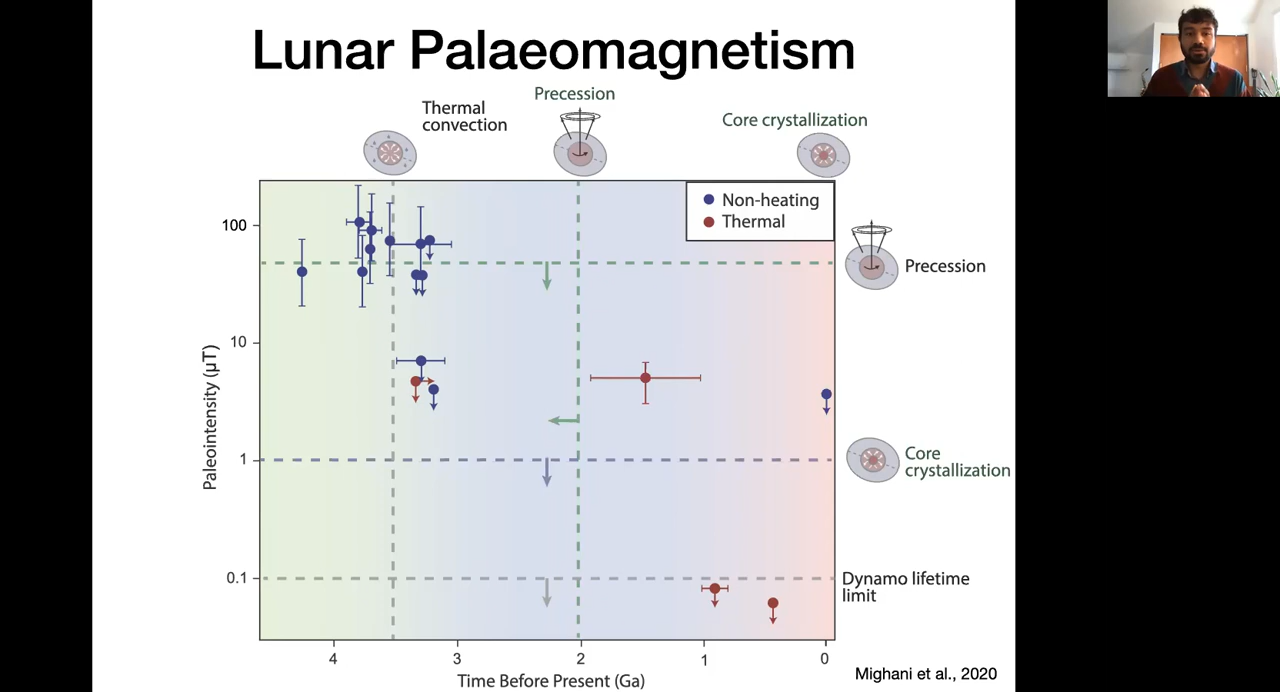 Lunar Palaeomagnetism
Thermal
convection
Precession
Core crystallization
Non-heating
Thermal
100
10
1
0.1
Paleointensity (µT)
Precession
Core
crystallization
Dynamo lifetime
limit
4
3
2
1
0
Time Before Present (Ga)
Mighani et al., 2020